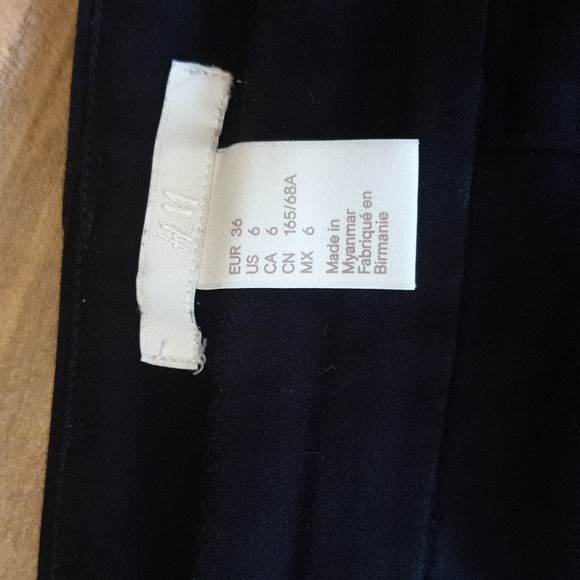 H&M
EUR 36
US 6
CA 6
CN 165/68A
MX 6
Made in
Myanmar
Fabriqué en
Birmanie